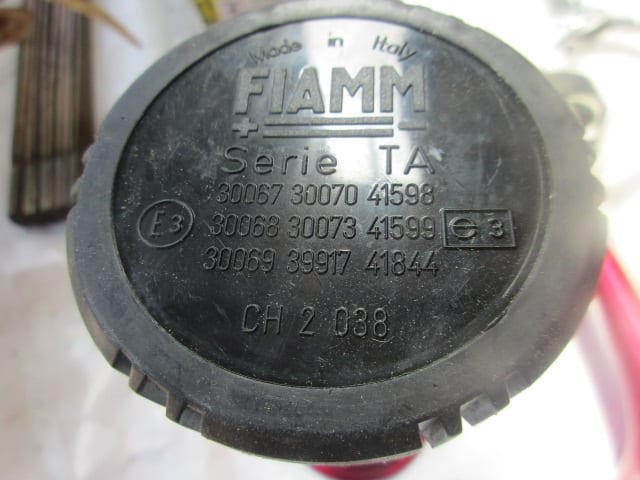 Made in Italy
FIAMM
+ -
Serie TA
30067 30070 41598
E3 30068 30073 41599 e 3
30069 39917 41844
CH 2 038